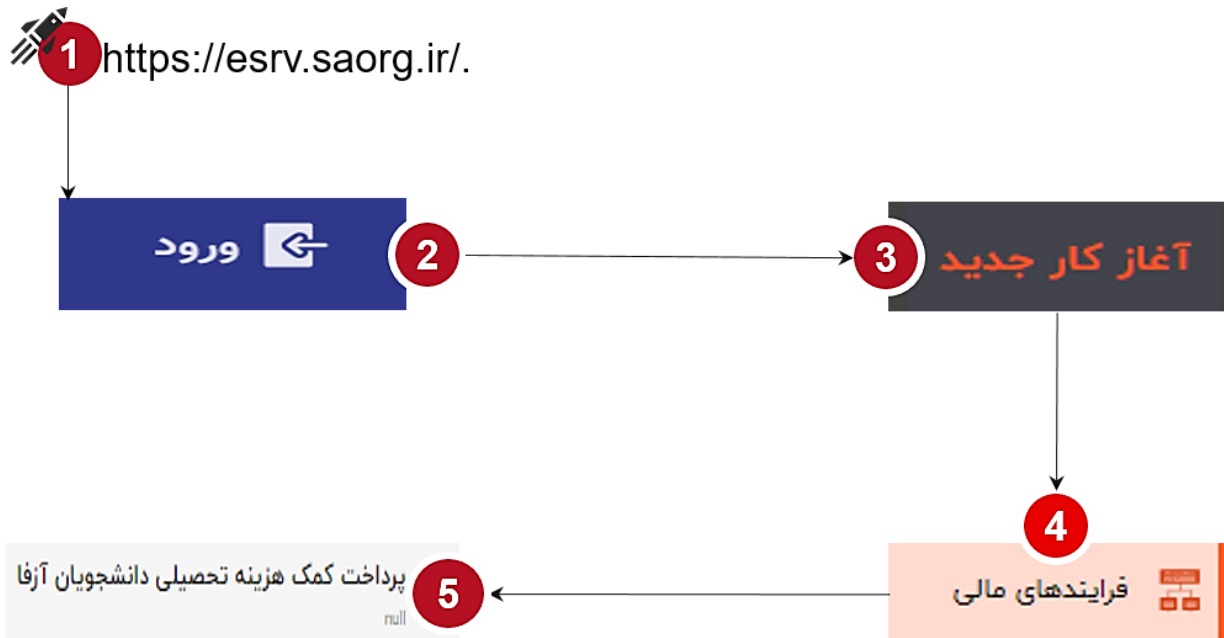 1 https://esrv.saorg.ir/.
ورود
2
3
آغاز کار جدید
4
فرایندهای مالی
5
پرداخت کمک هزینه تحصیلی دانشجویان آزفا
null